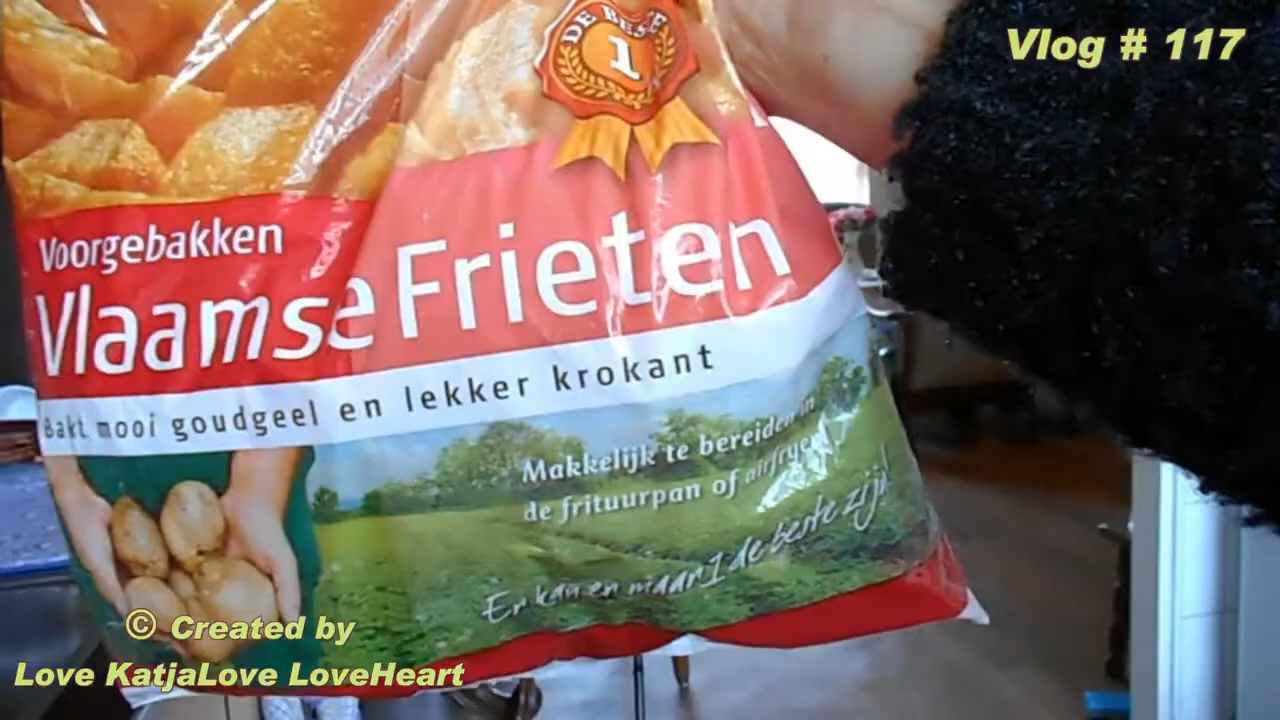 Vlog # 117
DE BESTE
1
Voorgebakken
Vlaamse Frieten
Bakt mooi goudgeel en lekker krokant
Makkelijk te bereiden in
de frituurpan of airfryer
Er kan er maar 1 de beste zijn!
© Created by
Love KatjaLove LoveHeart